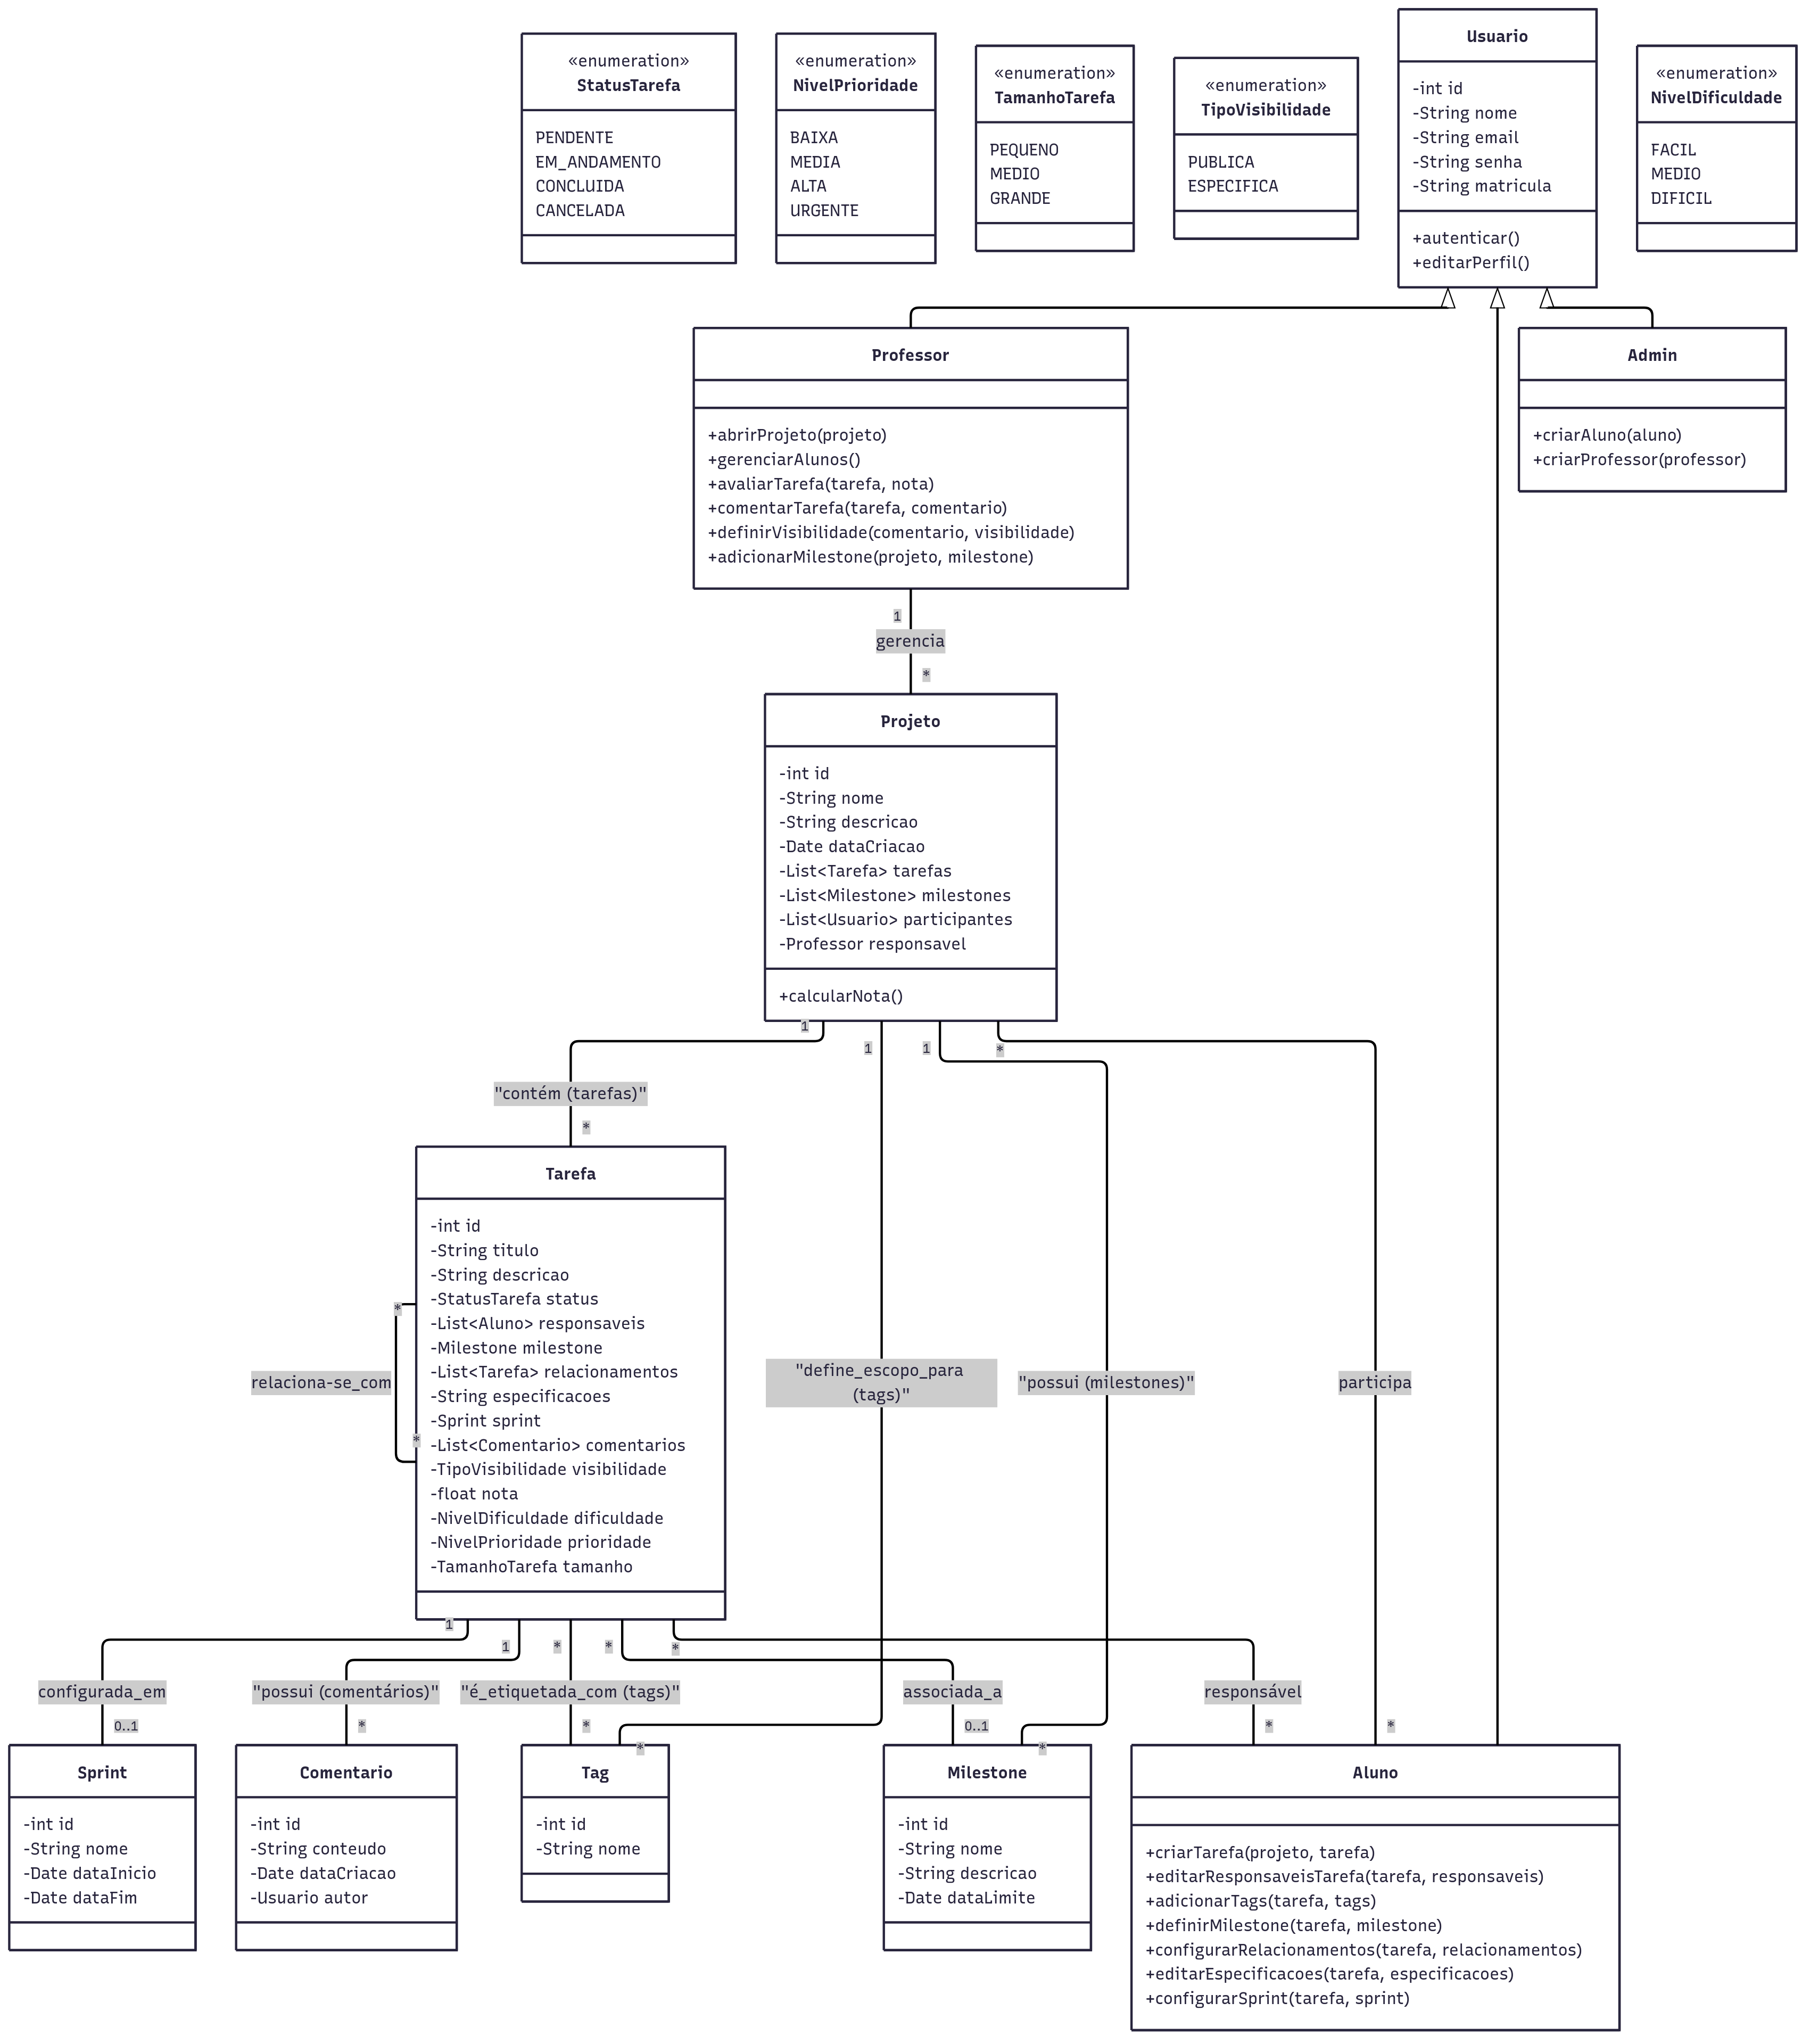 «enumeration»
StatusTarefa
PENDENTE
EM_ANDAMENTO
CONCLUIDA
CANCELADA
«enumeration»
NivelPrioridade
BAIXA
MEDIA
ALTA
URGENTE
«enumeration»
TamanhoTarefa
PEQUENO
MEDIO
GRANDE
«enumeration»
TipoVisibilidade
PUBLICA
ESPECIFICA
Usuario
-int id
-String nome
-String email
-String senha
-String matricula
+autenticar()
+editarPerfil()
«enumeration»
NivelDificuldade
FACIL
MEDIO
DIFICIL
Professor
+abrirProjeto(projeto)
+gerenciarAlunos()
+avaliarTarefa(tarefa, nota)
+comentarTarefa(tarefa, comentario)
+definirVisibilidade(comentario, visibilidade)
+adicionarMilestone(projeto, milestone)
Admin
+criarAluno(aluno)
+criarProfessor(professor)
1
gerencia
*
Projeto
-int id
-String nome
-String descricao
-Date dataCriacao
-List<Tarefa> tarefas
-List<Milestone> milestones
-List<Usuario> participantes
-Professor responsavel
+calcularNota()
1
1
1
*
"contém (tarefas)"
*
Tarefa
-int id
-String titulo
-String descricao
-StatusTarefa status
-List<Aluno> responsaveis
-Milestone milestone
-List<Tarefa> relacionamentos
-String especificacoes
-Sprint sprint
-List<Comentario> comentarios
-TipoVisibilidade visibilidade
-float nota
-NivelDificuldade dificuldade
-NivelPrioridade prioridade
-TamanhoTarefa tamanho
*
relaciona-se_com
*
"define_escopo_para
(tags)"
"possui (milestones)"
participa
1
1
*
*
*
configurada_em
"possui (comentários)"
"é_etiquetada_com (tags)"
associada_a
responsável
0..1
*
*
*
0..1
*
*
*
Sprint
-int id
-String nome
-Date dataInicio
-Date dataFim
Comentario
-int id
-String conteudo
-Date dataCriacao
-Usuario autor
Tag
-int id
-String nome
Milestone
-int id
-String nome
-String descricao
-Date dataLimite
Aluno
+criarTarefa(projeto, tarefa)
+editarResponsaveisTarefa(tarefa, responsaveis)
+adicionarTags(tarefa, tags)
+definirMilestone(tarefa, milestone)
+configurarRelacionamentos(tarefa, relacionamentos)
+editarEspecificacoes(tarefa, especificacoes)
+configurarSprint(tarefa, sprint)